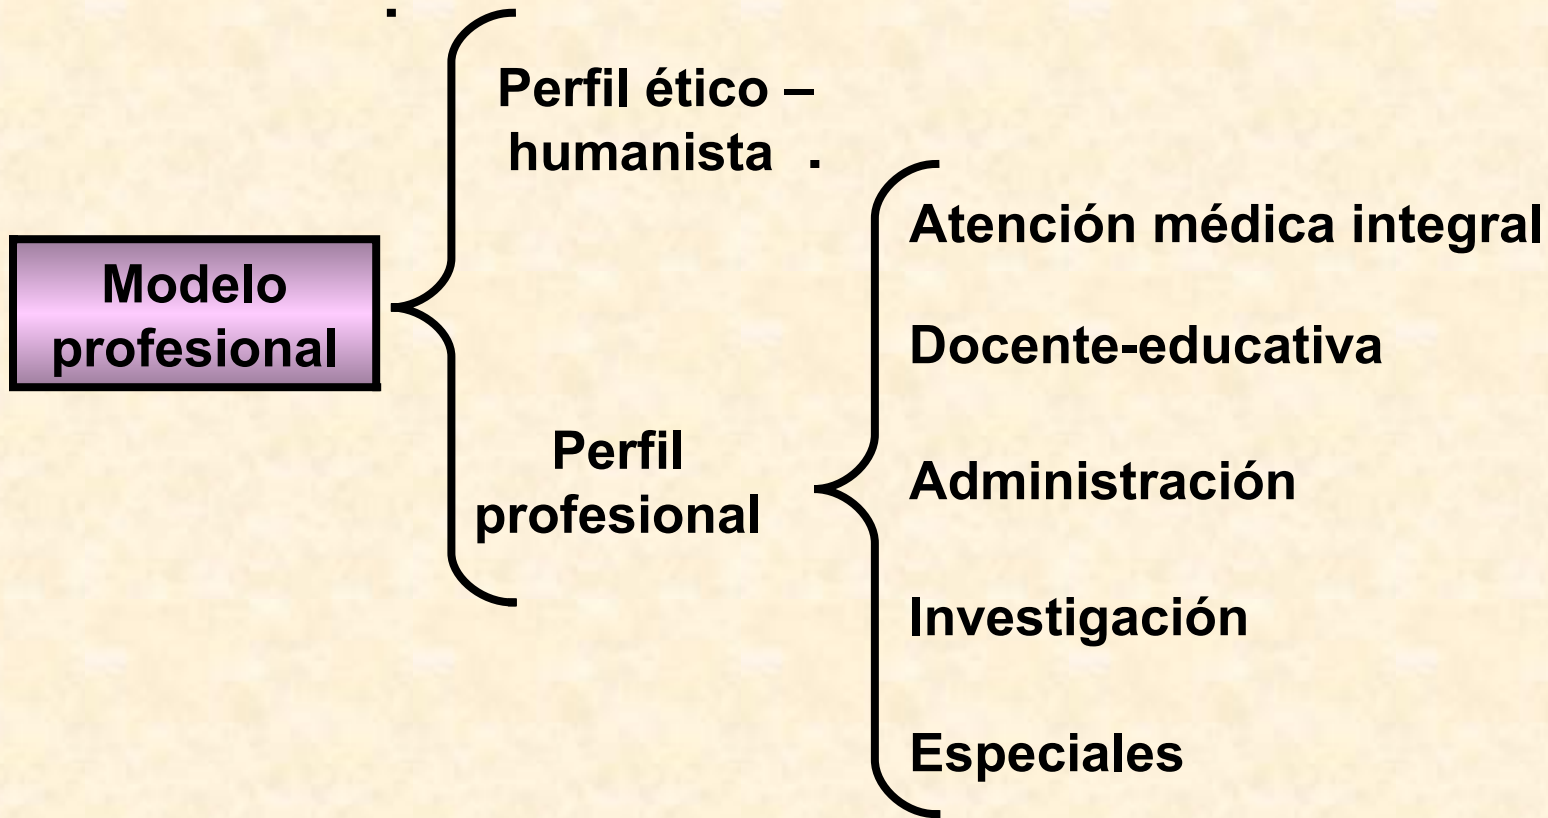 .
Perfil ético –
humanista .
Modelo
profesional
Perfil
profesional
Atención médica integral
Docente-educativa
Administración
Investigación
Especiales